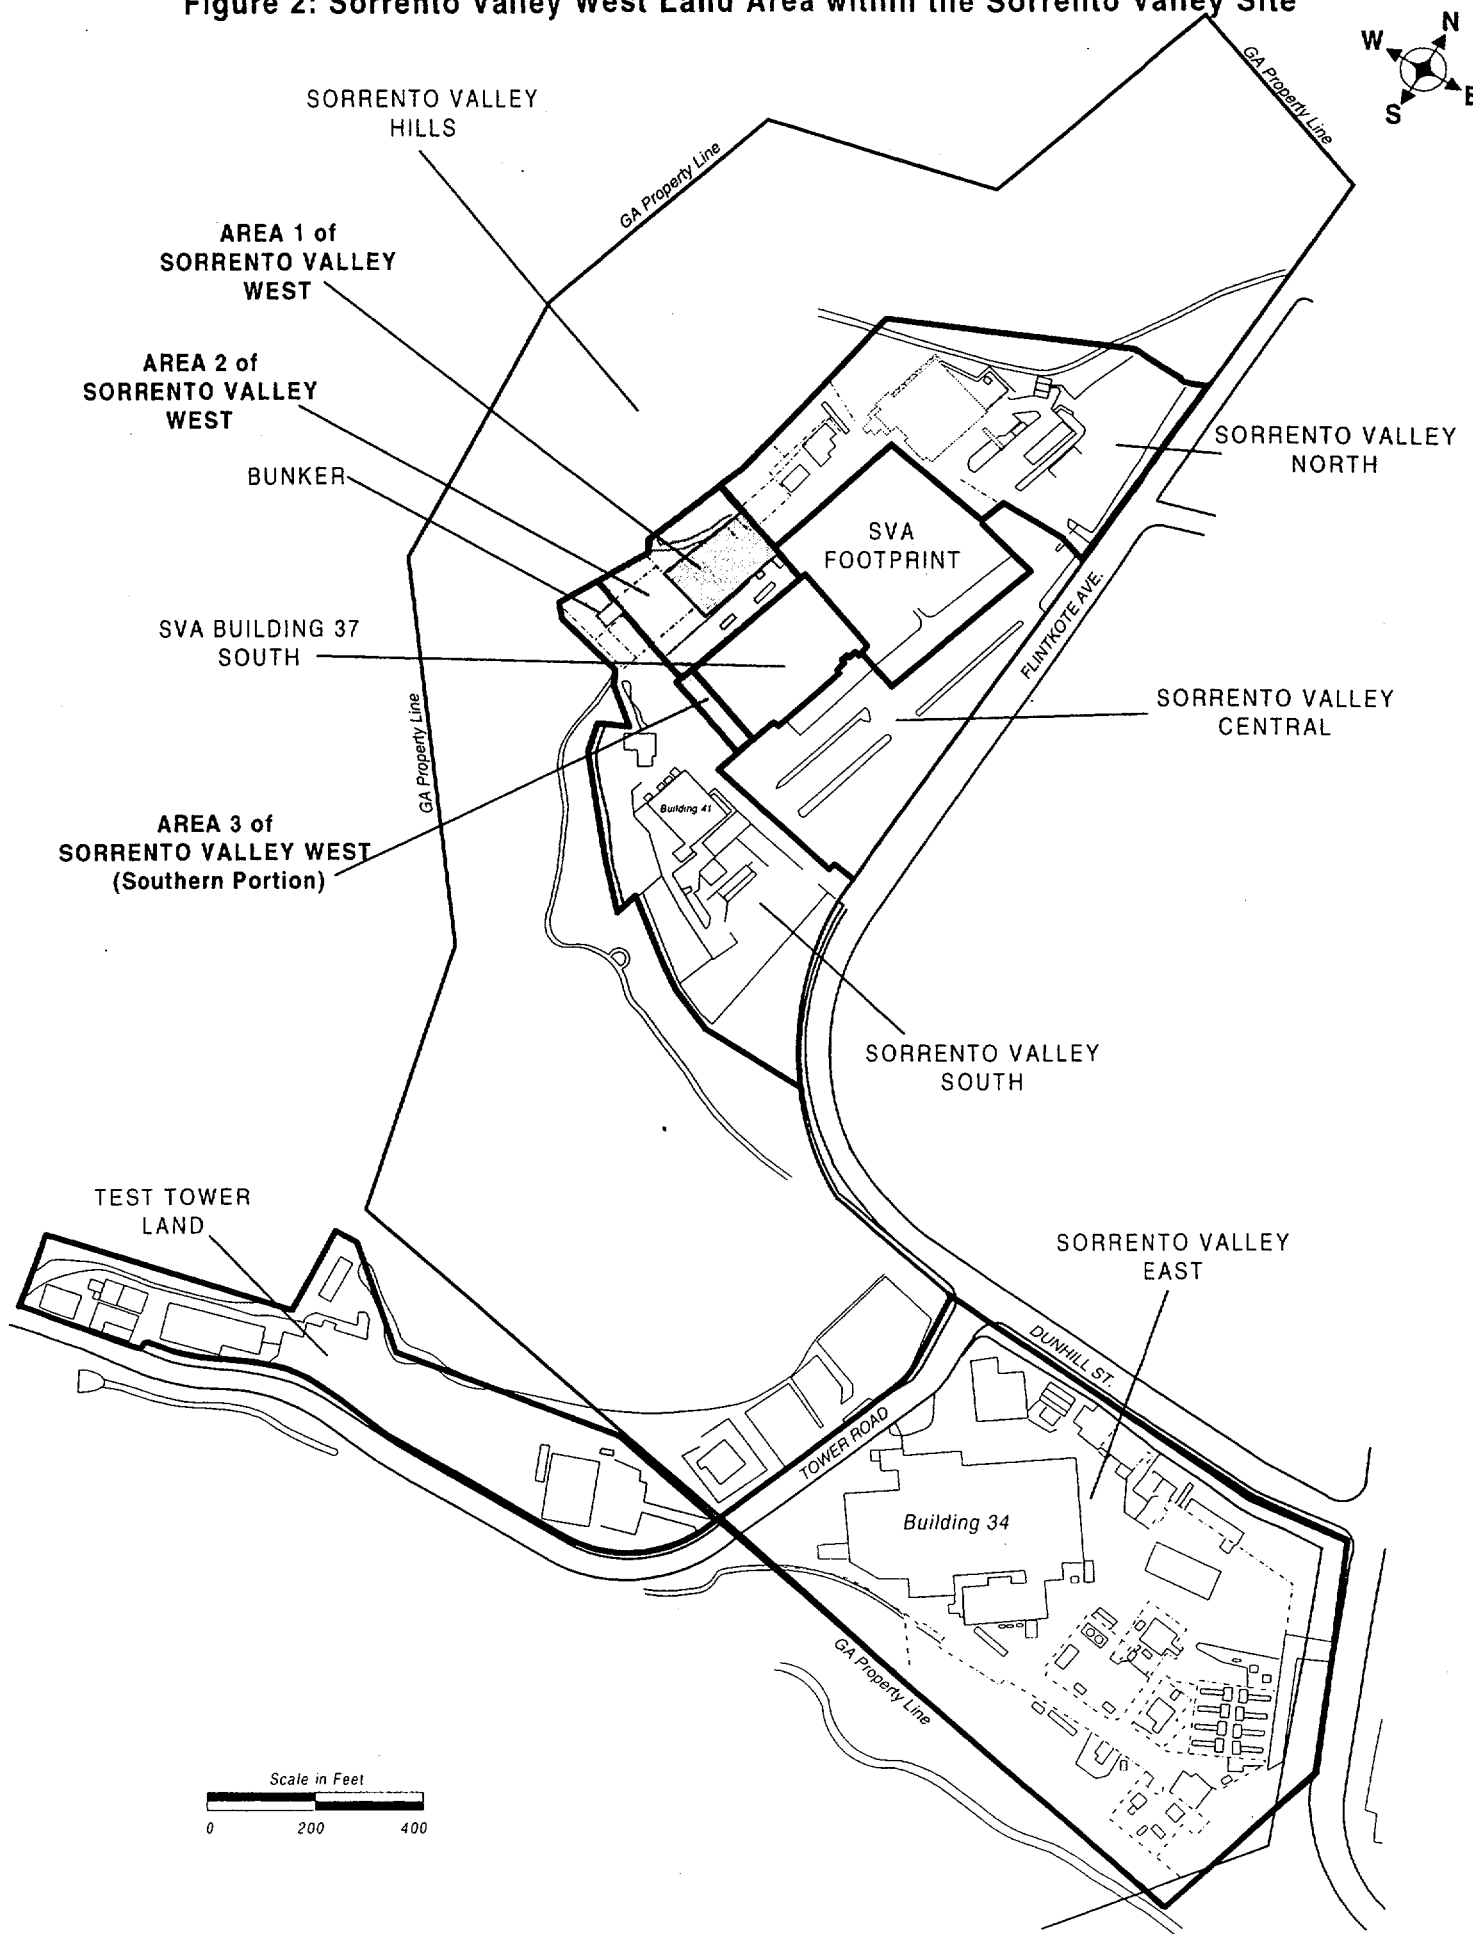 Figure 2: Sorrento Valley West Land Area within the Sorrento Valley Site
N
W
E
S
GA Property Line
SORRENTO VALLEY
HILLS
GA Property Line
AREA 1 of
SORRENTO VALLEY
WEST
AREA 2 of
SORRENTO VALLEY
WEST
BUNKER
SORRENTO VALLEY
NORTH
SVA
FOOTPRINT
FLINTKOTE AVE.
SVA BUILDING 37
SOUTH
SORRENTO VALLEY
CENTRAL
GA Property Line
Building 41
AREA 3 of
SORRENTO VALLEY WEST
(Southern Portion)
SORRENTO VALLEY
SOUTH
TEST TOWER
LAND
SORRENTO VALLEY
EAST
DUNHILL ST.
TOWER ROAD
Building 34
GA Property Line
Scale in Feet
0 200 400